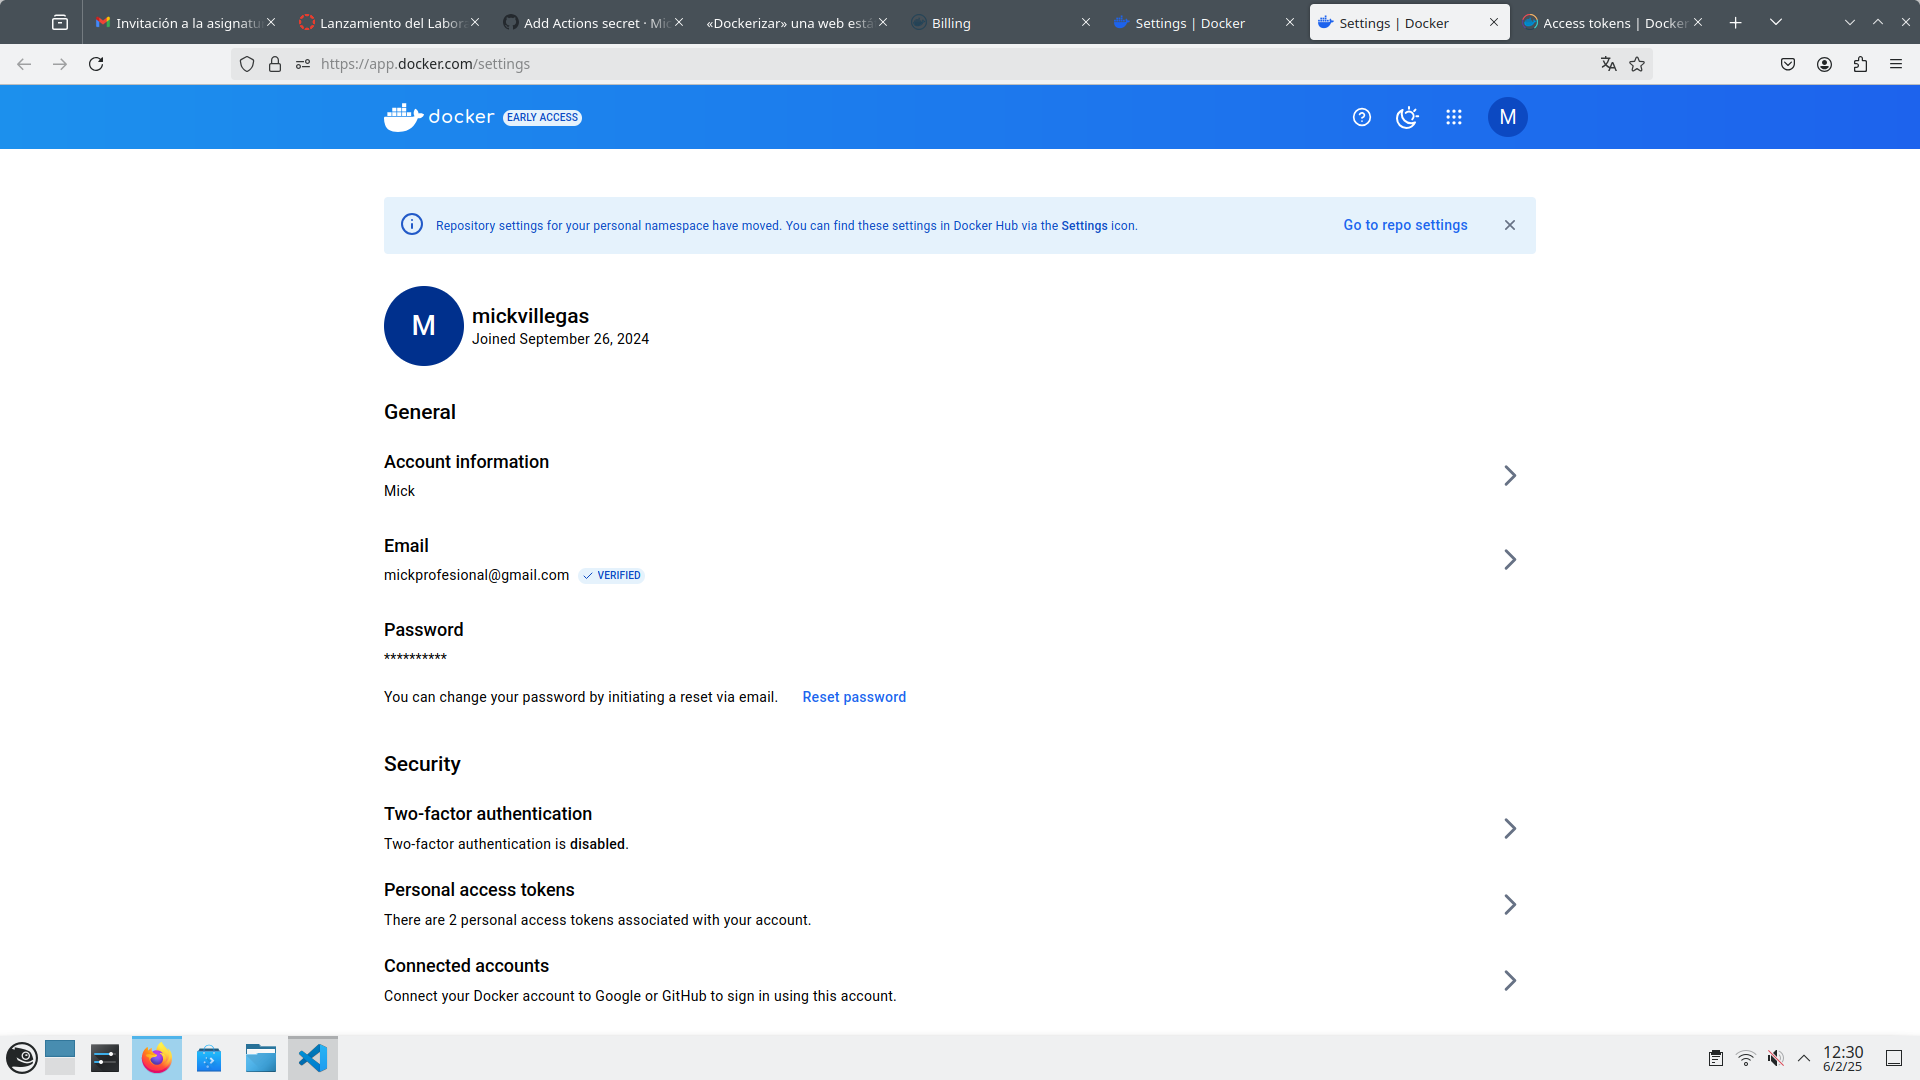 Invitación a la asignatu
Lanzamiento del Labora
Add Actions secret · Mic
«Dockerizar» una web está
Billing
Settings | Docker
Settings | Docker
Access tokens | Docker
https://app.docker.com/settings
docker
EARLY ACCESS
M
Repository settings for your personal namespace have moved. You can find these settings in Docker Hub via the Settings icon.
Go to repo settings
M
mickvillegas
Joined September 26, 2024
General
Account information
Mick
Email
mickprofesional@gmail.com
VERIFIED
Password
**********
You can change your password by initiating a reset via email.
Reset password
Security
Two-factor authentication
Two-factor authentication is disabled.
Personal access tokens
There are 2 personal access tokens associated with your account.
Connected accounts
Connect your Docker account to Google or GitHub to sign in using this account.
12:30
6/2/25